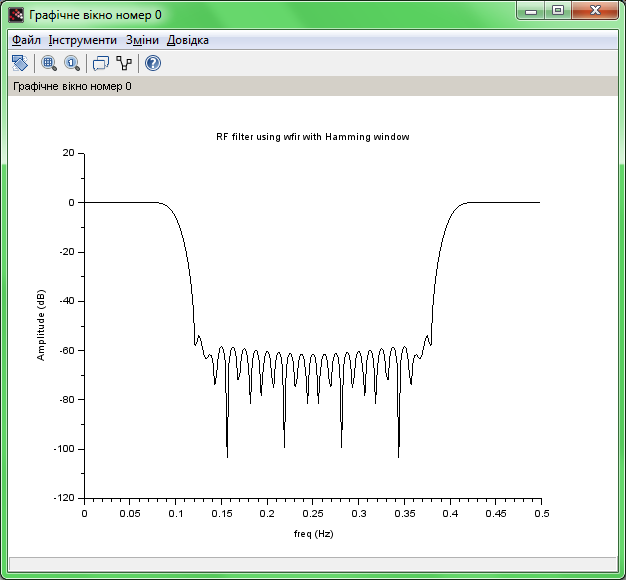 Графічне вікно номер 0
Файл Інструменти Зміни Довідка
Графічне вікно номер 0
RF filter using wfir with Hamming window
20
0
-20
-40
-60
-80
-100
-120
Amplitude (dB)
0 0.05 0.1 0.15 0.2 0.25 0.3 0.35 0.4 0.45 0.5
freq (Hz)